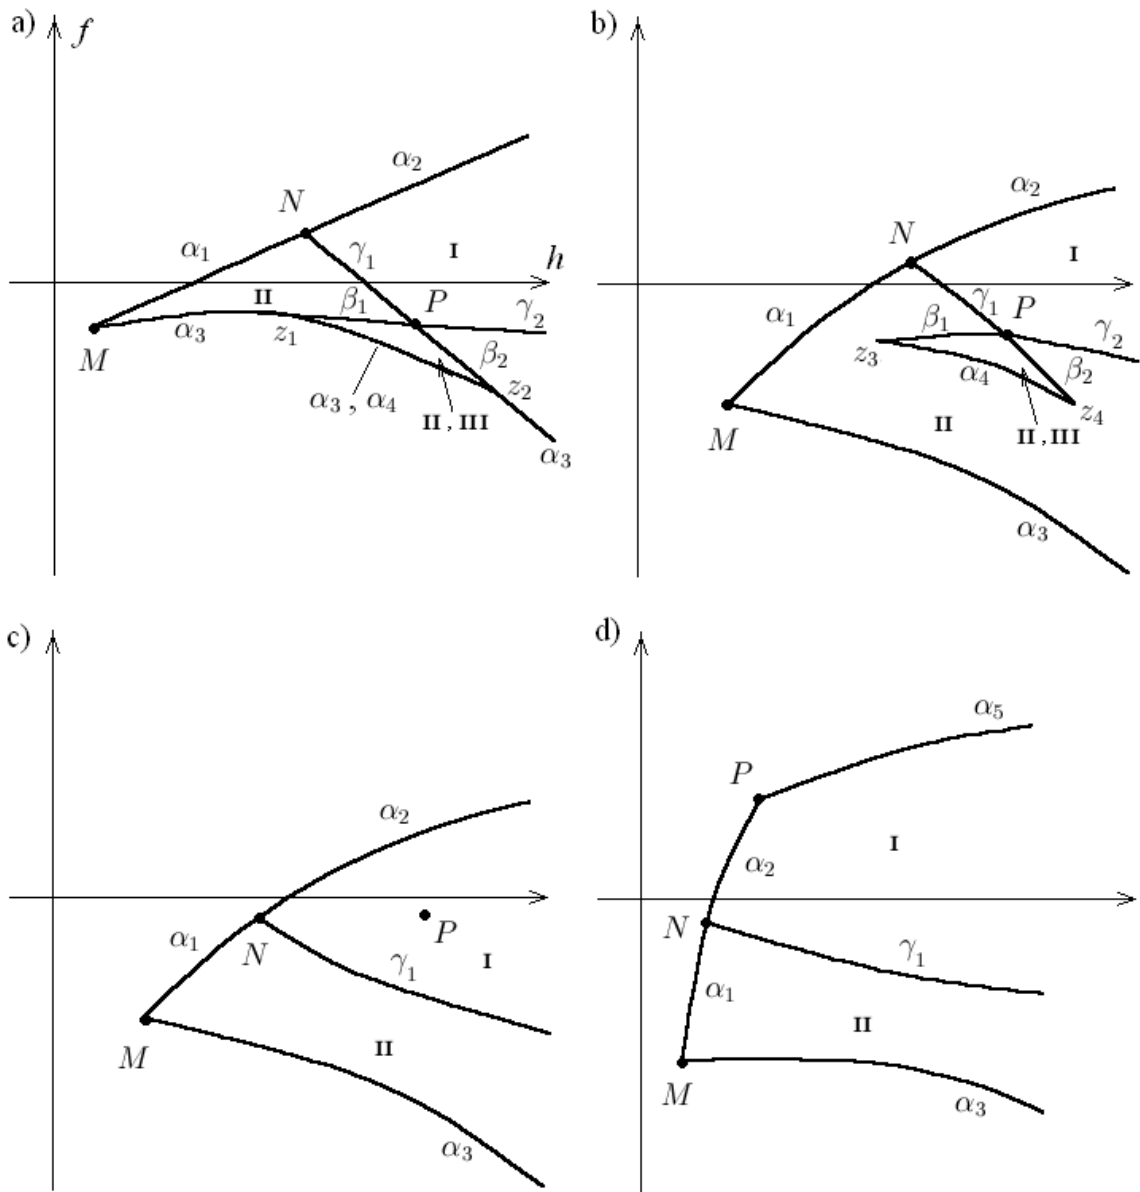 a) f
α₂
N
α₁ γ₁ I h
II β₁ P γ₂
α₃ z₁
M β₂
α₃ , α₄ z₂
II , III
α₃
b)
α₂
N I
α₁ γ₁ P
β₁ γ₂
z₃ α₄ β₂
M II II , III z₄
α₃
c)
α₂
α₁ P
N γ₁ I
M II
α₃
d)
α₅
P
I
α₂
N
γ₁
α₁
II
M α₃